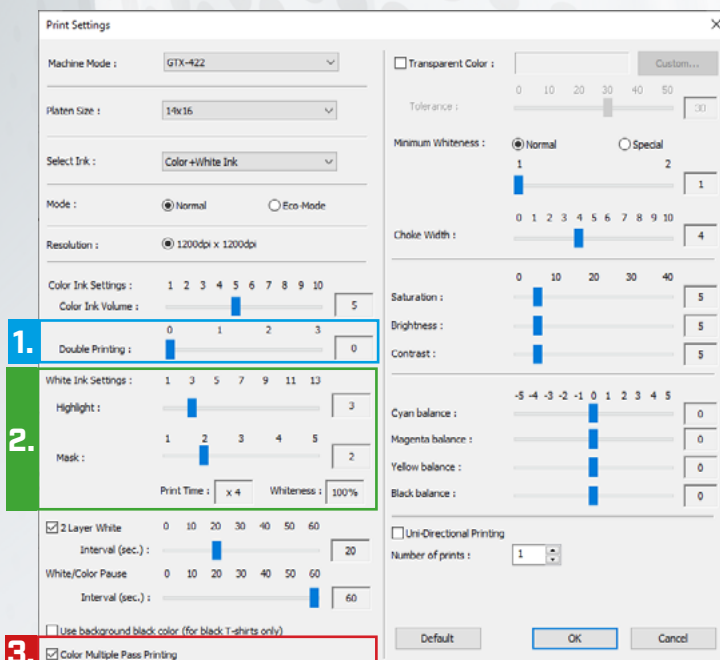 Print Settings
Machine Mode : GTX-422
Platen Size : 14x16
Select Ink : Color+White Ink
Mode : Normal Eco-Mode
Resolution : 1200dpi x 1200dpi
Color Ink Settings : 1 2 3 4 5 6 7 8 9 10
Color Ink Volume : 5
1.
0 1 2 3
Double Printing : 0
2.
White Ink Settings : 1 3 5 7 9 11 13
Highlight : 3
1 2 3 4 5
Mask : 2
Print Time : x 4 Whiteness : 100%
2 Layer White 0 10 20 30 40 50 60
Interval (sec.) : 20
White/Color Pause 0 10 20 30 40 50 60
Interval (sec.) : 60
Use background black color (for black T-shirts only)
3.
Color Multiple Pass Printing
Transparent Color : Custom...
0 10 20 30 40 50
Tolerance : 30
Minimum Whiteness : Normal Special
1 2
1
0 1 2 3 4 5 6 7 8 9 10
Choke Width : 4
0 10 20 30 40
Saturation : 5
Brightness : 5
Contrast : 5
-5 -4 -3 -2 -1 0 1 2 3 4 5
Cyan balance : 0
Magenta balance : 0
Yellow balance : 0
Black balance : 0
Uni-Directional Printing
Number of prints : 1
Default OK Cancel